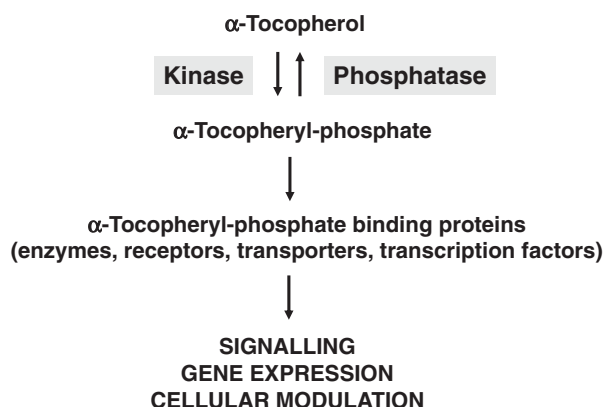 α-Tocopherol
Kinase Phosphatase
α-Tocopheryl-phosphate
α-Tocopheryl-phosphate binding proteins
(enzymes, receptors, transporters, transcription factors)
SIGNALLING
GENE EXPRESSION
CELLULAR MODULATION